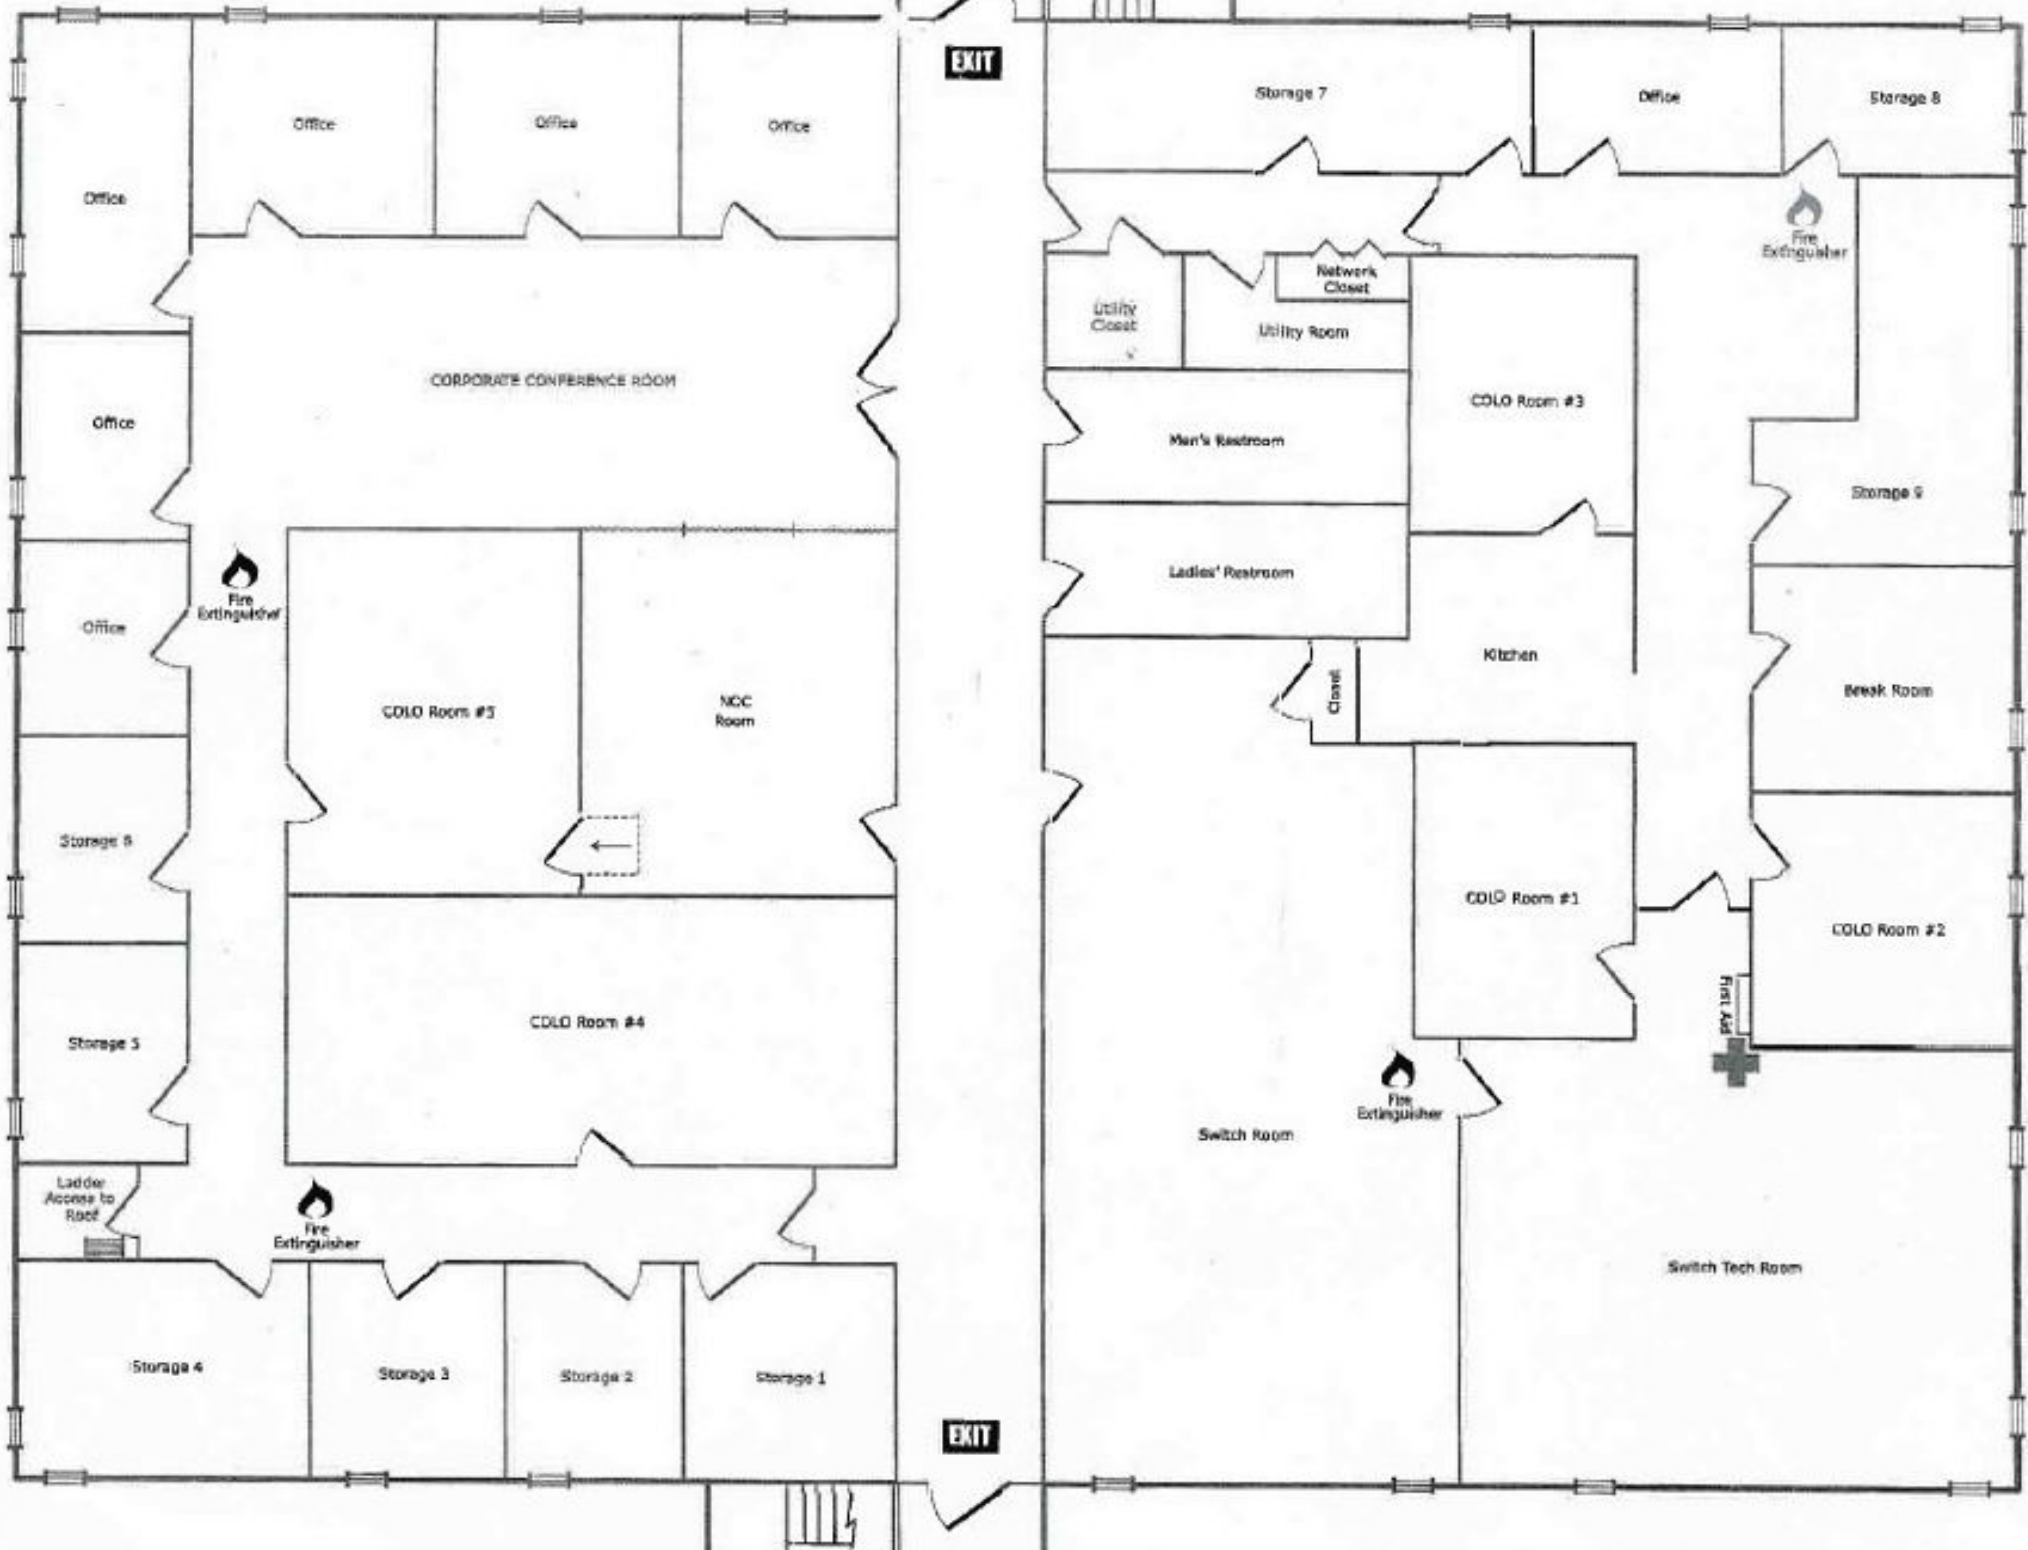 EXIT
Storage 7
Office
Storage 8
Office
Office
Office
Office
Fire
Extinguisher
Network
Closet
Utility
Closet
Utility Room
CORPORATE CONFERENCE ROOM
COLO Room #3
Office
Men's Restroom
Storage 9
Fire
Extinguisher
Ladies' Restroom
Office
Kitchen
Closet
Break Room
COLO Room #5
NOC
Room
Storage 6
COLO Room #1
COLO Room #2
First Aid
COLO Room #4
Storage 5
Fire
Extinguisher
Switch Room
Ladder
Access to
Roof
Fire
Extinguisher
Switch Tech Room
Storage 4
Storage 3
Storage 2
Storage 1
EXIT